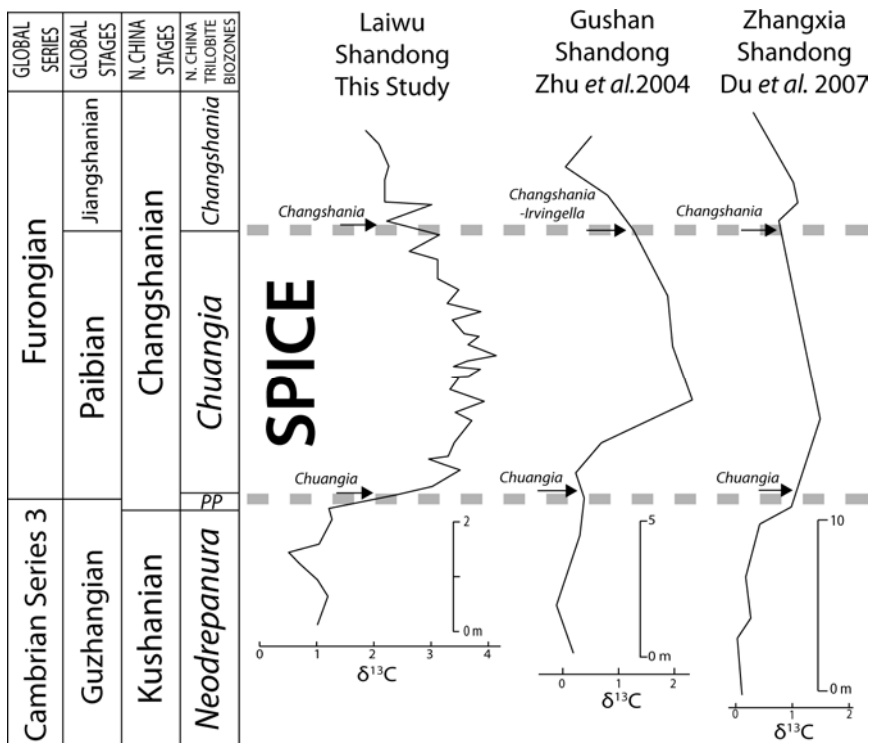 GLOBAL
SERIES
GLOBAL
STAGES
N. CHINA
STAGES
N. CHINA
TRILOBITE
BIOZONES
Furongian
Cambrian Series 3
Jiangshanian
Paibian
Guzhangian
Changshanian
Kushanian
Changshania
Chuangia
PP
Neodrepanura
SPICE
Laiwu
Shandong
This Study
Changshania
Chuangia
2
0 m
0 1 2 3 4
δ13C
Gushan
Shandong
Zhu et al.2004
Changshania
-Irvingella
Chuangia
5
0 m
0 1 2
δ13C
Zhangxia
Shandong
Du et al. 2007
Changshania
Chuangia
10
0 m
0 1 2
δ13C